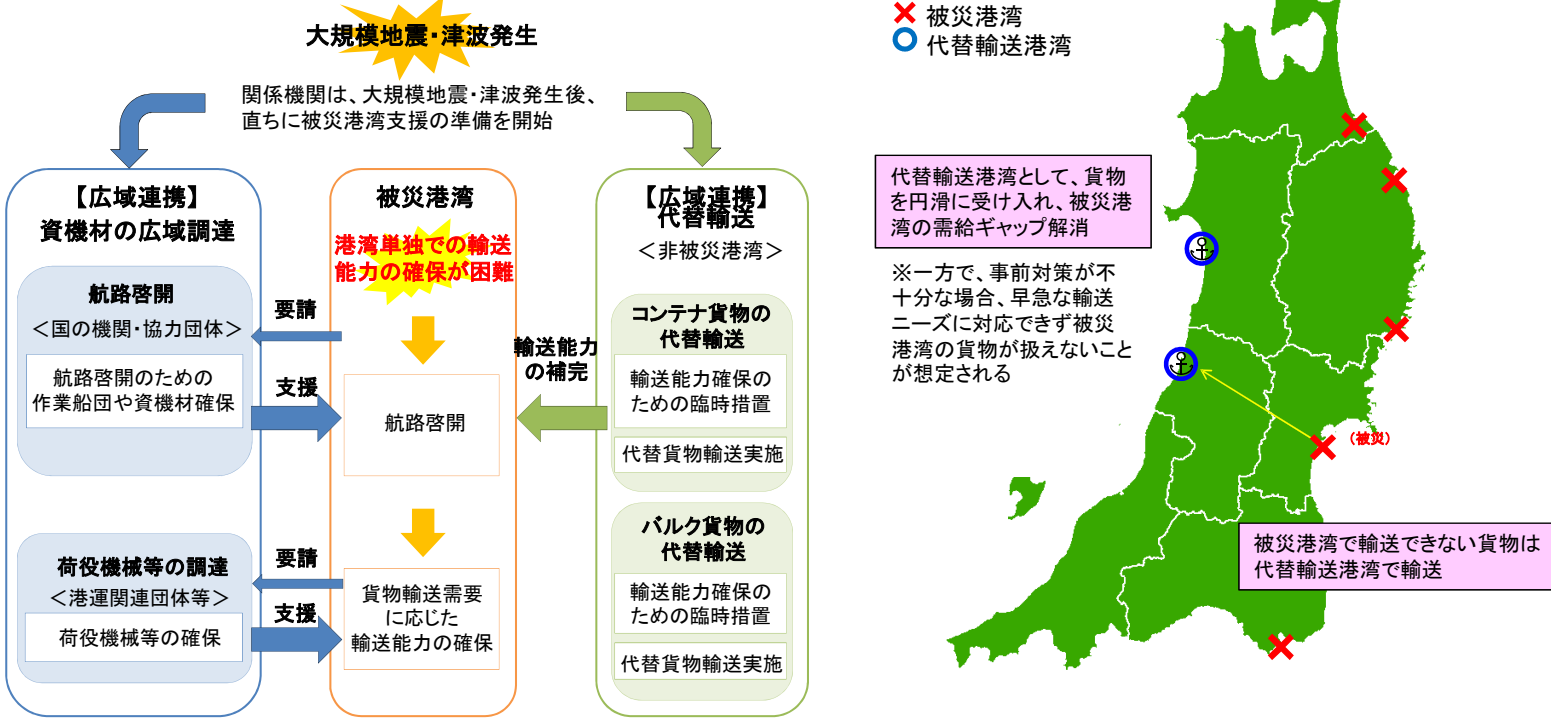 大規模地震・津波発生
関係機関は、大規模地震・津波発生後、
直ちに被災港湾支援の準備を開始
【広域連携】
資機材の広域調達
航路啓開
＜国の機関・協力団体＞
航路啓開のための
作業船団や資機材確保
荷役機械等の調達
＜港運関連団体等＞
荷役機械等の確保
要請
支援
要請
支援
被災港湾
港湾単独での輸送
能力の確保が困難
航路啓開
貨物輸送需要
に応じた
輸送能力の確保
輸送能力
の補完
【広域連携】
代替輸送
＜非被災港湾＞
コンテナ貨物の
代替輸送
輸送能力確保の
ための臨時措置
代替貨物輸送実施
バルク貨物の
代替輸送
輸送能力確保の
ための臨時措置
代替貨物輸送実施
被災港湾
代替輸送港湾
代替輸送港湾として、貨物
を円滑に受け入れ、被災港
湾の需給ギャップ解消
※一方で、事前対策が不
十分な場合、早急な輸送
ニーズに対応できず被災
港湾の貨物が扱えないこと
が想定される
（被災）
被災港湾で輸送できない貨物は
代替輸送港湾で輸送